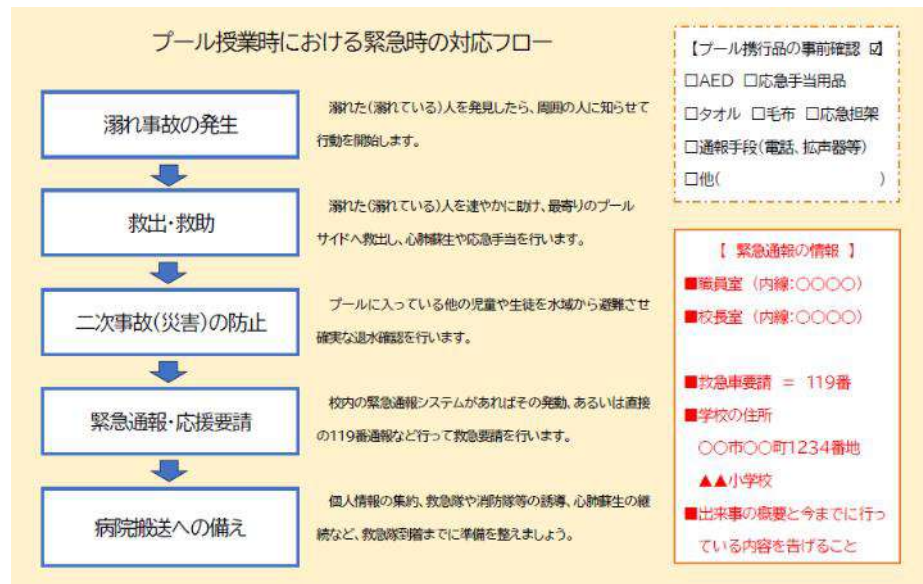 プール授業時における緊急時の対応フロー
溺れ事故の発生
溺れた(溺れている)人を発見したら、周囲の人に知らせて
行動を開始します。
救出・救助
溺れた(溺れている)人を速やかに助け、最寄りのプール
サイドへ救出し、心肺蘇生や応急手当を行います。
二次事故(災害)の防止
プールに入っている他の児童や生徒を水域から避難させ
確実な退水確認を行います。
緊急通報・応援要請
校内の緊急通報システムがあればその発動、あるいは直接
の119番通報など行って救急要請を行います。
病院搬送への備え
個人情報の集約、救急隊や消防隊等の誘導、心肺蘇生の継
続など、救急隊到着までに準備を整えましょう。
【プール携行品の事前確認 ☑】
□AED □応急手当用品
□タオル □毛布 □応急担架
□通報手段(電話、拡声器等)
□他( )
【 緊急通報の情報 】
■職員室 (内線:○○○○)
■校長室 (内線:○○○○)
■救急車要請 = 119番
■学校の住所
○○市○○町1234番地
▲▲小学校
■出来事の概要と今までに行っ
ている内容を告げること